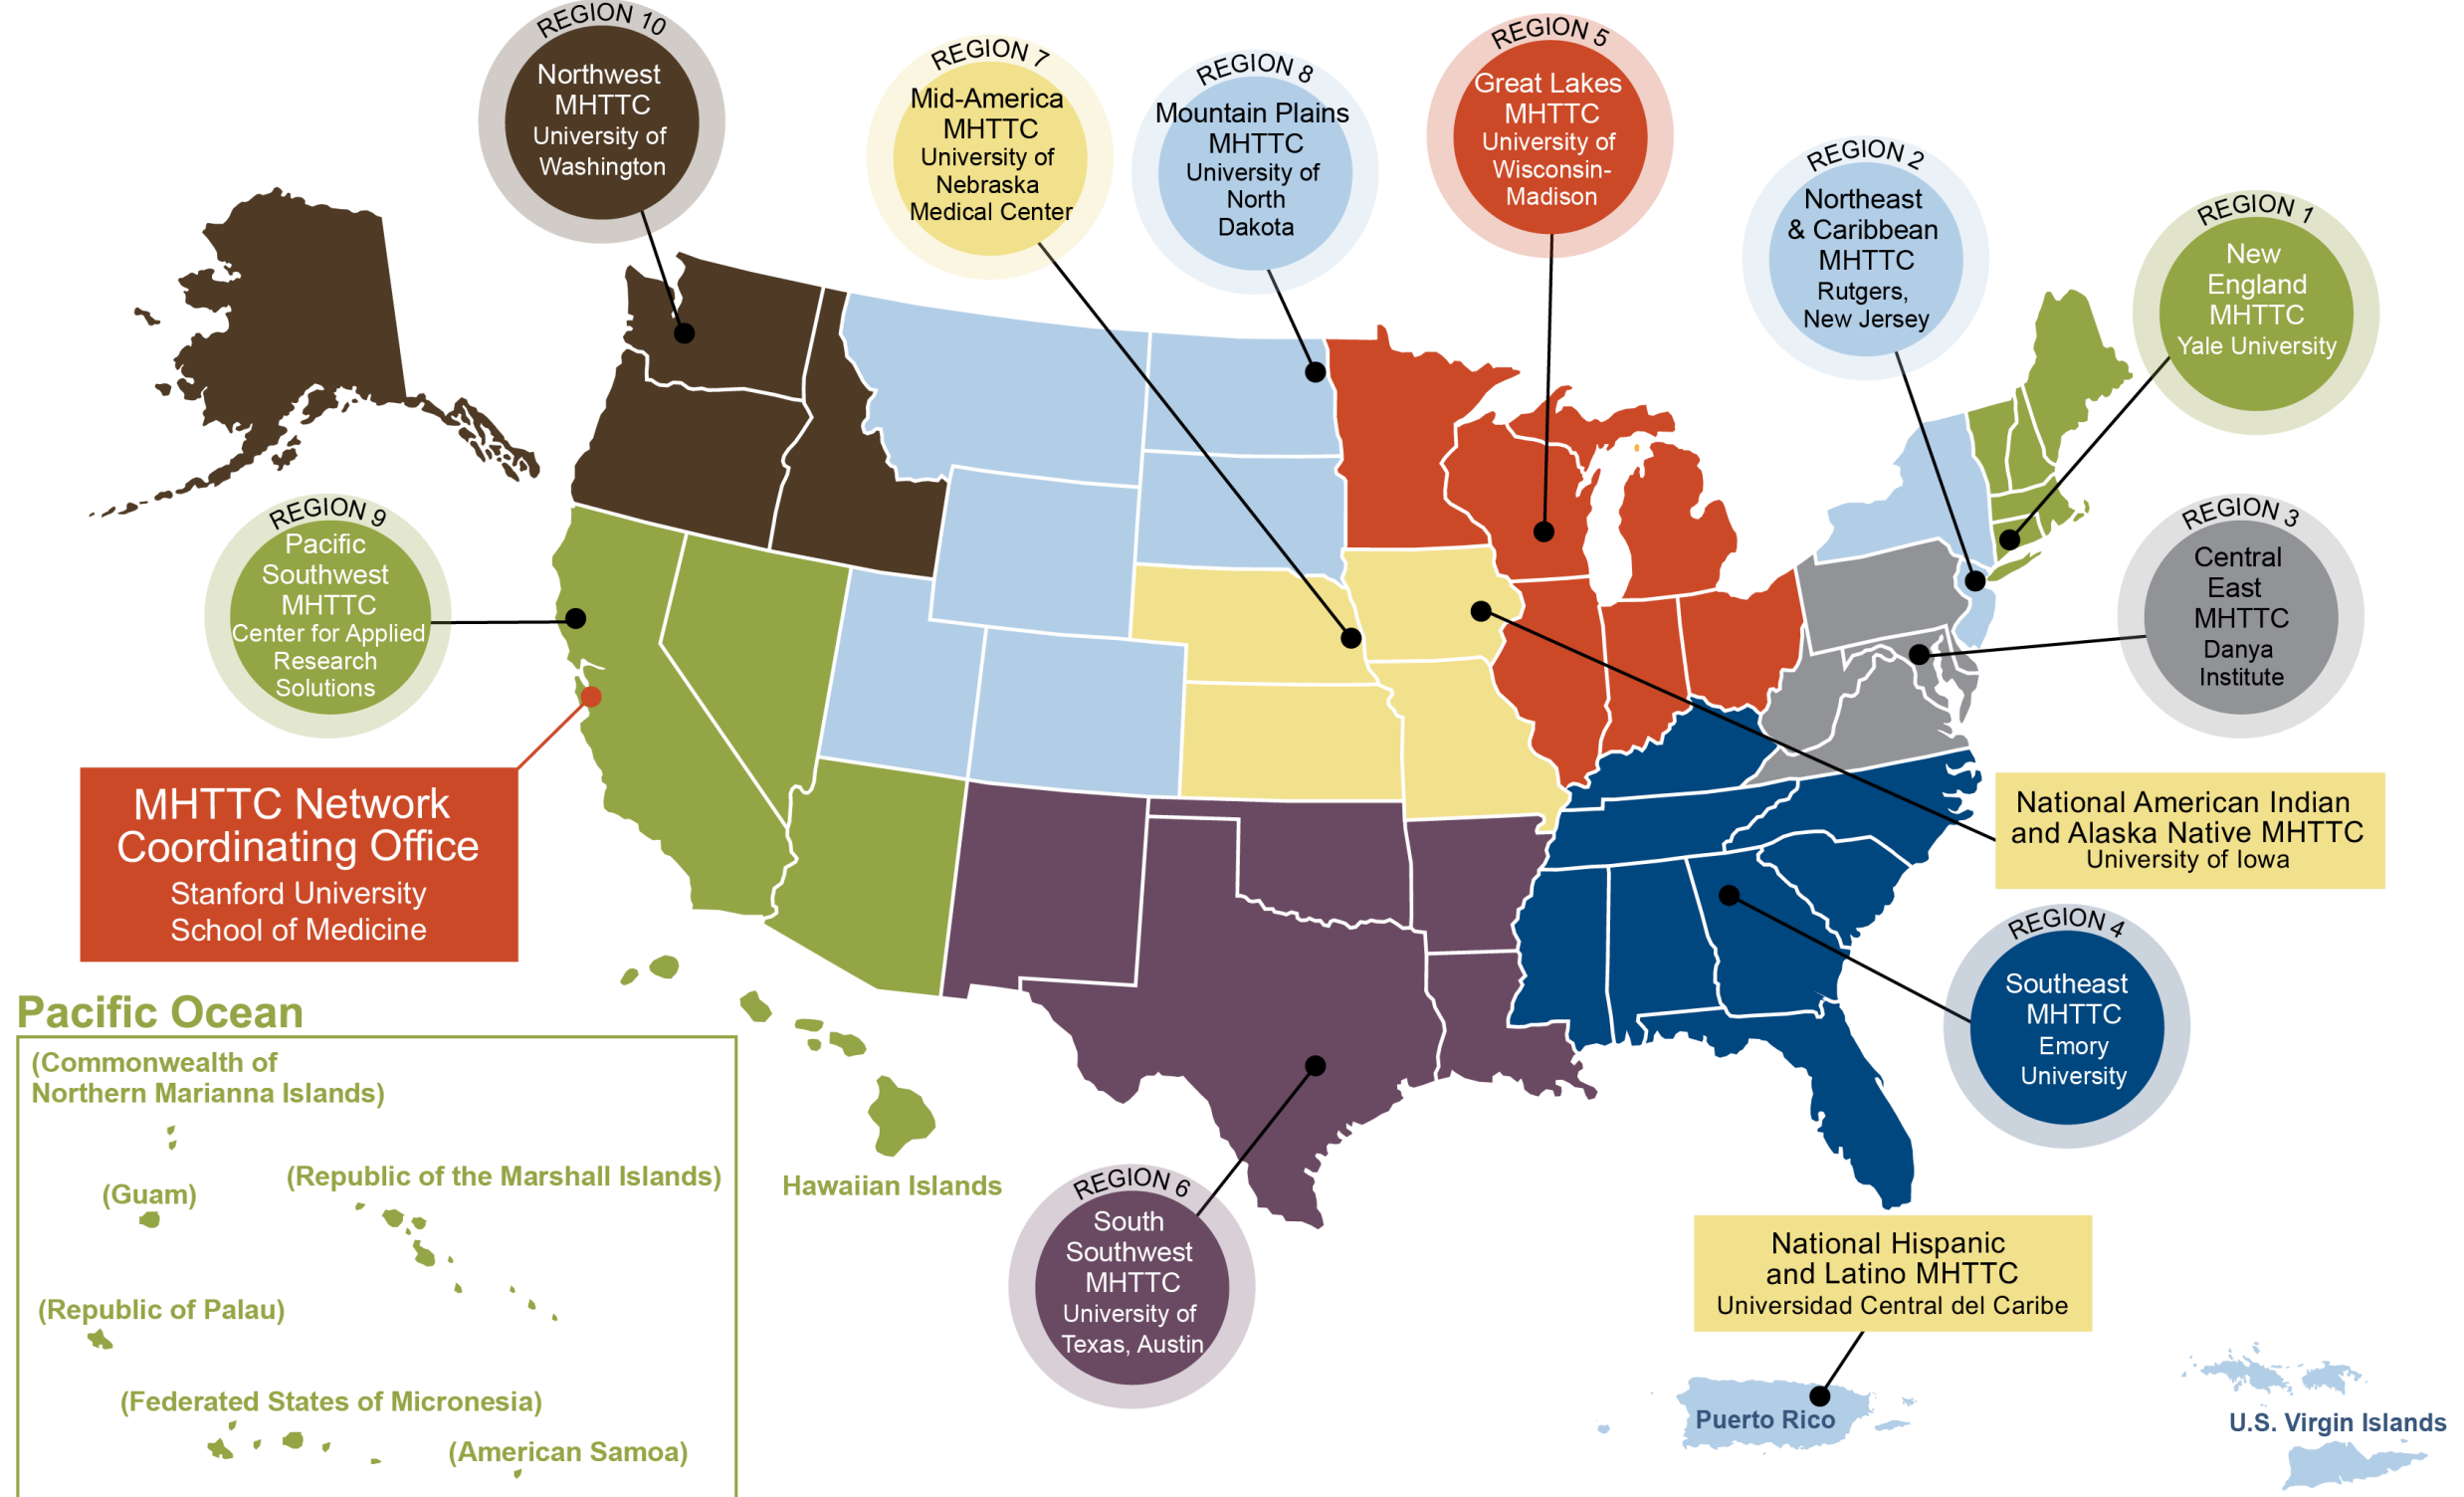 REGION 10
Northwest
MHTTC
University of
Washington
REGION 7
Mid-America
MHTTC
University of
Nebraska
Medical Center
REGION 8
Mountain Plains
MHTTC
University of
North
Dakota
REGION 5
Great Lakes
MHTTC
University of
Wisconsin-
Madison
REGION 2
Northeast
& Caribbean
MHTTC
Rutgers,
New Jersey
REGION 1
New
England
MHTTC
Yale University
REGION 9
Pacific
Southwest
MHTTC
Center for Applied
Research
Solutions
REGION 3
Central
East
MHTTC
Danya
Institute
MHTTC Network
Coordinating Office
Stanford University
School of Medicine
National American Indian
and Alaska Native MHTTC
University of Iowa
REGION 4
Southeast
MHTTC
Emory
University
Pacific Ocean
(Commonwealth of
Northern Marianna Islands)
(Guam)
(Republic of the Marshall Islands)
(Republic of Palau)
(Federated States of Micronesia)
(American Samoa)
Hawaiian Islands
REGION 6
South
Southwest
MHTTC
University of
Texas, Austin
National Hispanic
and Latino MHTTC
Universidad Central del Caribe
Puerto Rico
U.S. Virgin Islands